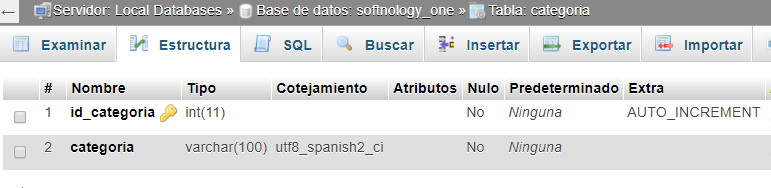 Servidor: Local Databases » Base de datos: softnology_one » Tabla: categoria
Examinar Estructura SQL Buscar Insertar Exportar Importar
# Nombre Tipo Cotejamiento Atributos Nulo Predeterminado Extra
1 id_categoria int(11) No Ninguna AUTO_INCREMENT
2 categoria varchar(100) utf8_spanish2_ci No Ninguna